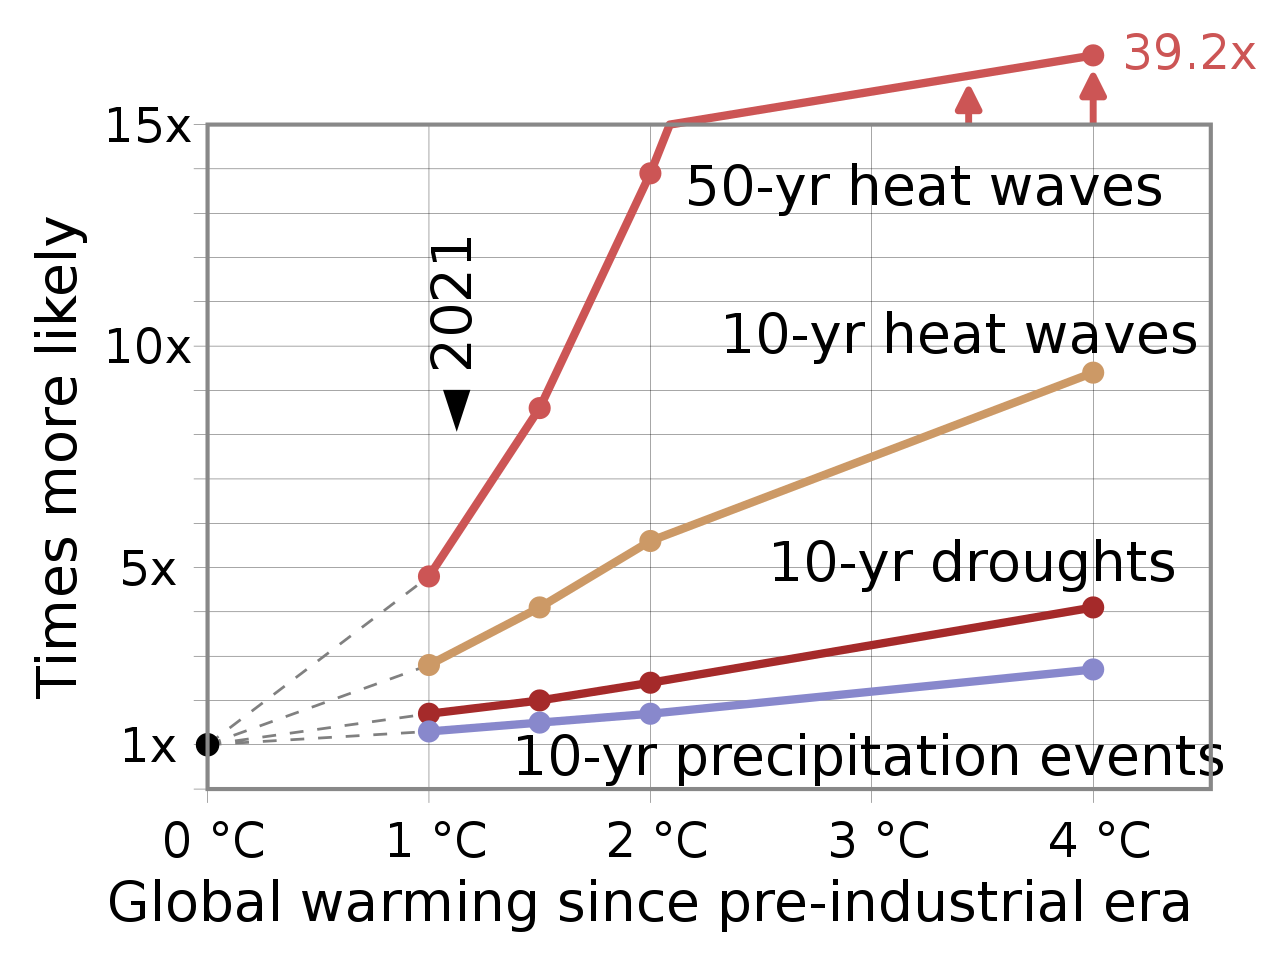 39.2x
15x
50-yr heat waves
2021
10x
10-yr heat waves
Times more likely
5x
10-yr droughts
1x
10-yr precipitation events
0 °C
1 °C
2 °C
3 °C
4 °C
Global warming since pre-industrial era